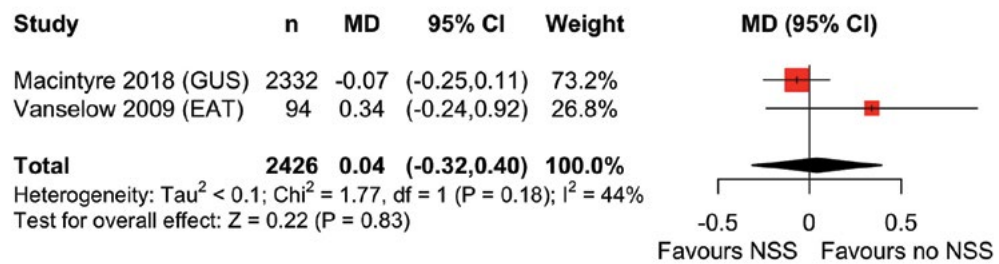 Study n MD 95% CI Weight MD (95% CI)
Macintyre 2018 (GUS) 2332 -0.07 (-0.25,0.11) 73.2%
Vanselow 2009 (EAT) 94 0.34 (-0.24,0.92) 26.8%
Total 2426 0.04 (-0.32,0.40) 100.0%
Heterogeneity: Tau² < 0.1; Chi² = 1.77, df = 1 (P = 0.18); I² = 44%
Test for overall effect: Z = 0.22 (P = 0.83)
-0.5 0 0.5
Favours NSS Favours no NSS